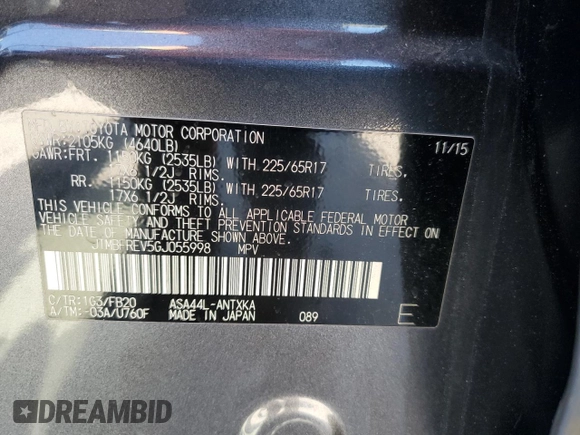 TOYOTA MOTOR CORPORATION 11/15
2105KG (4640LB)
GAWR:FRT. 1150KG (2535LB) WITH 225/65R17 TIRES.
1/2J RIMS.
RR. 1150KG (2535LB) WITH 225/65R17 TIRES.
17X6 1/2J RIMS.
THIS VEHICLE CONFORMS TO ALL APPLICABLE FEDERAL MOTOR
VEHICLE SAFETY AND THEFT PREVENTION STANDARDS IN EFFECT ON
THE DATE OF MANUFACTURE SHOWN ABOVE.
JTMBFREV5GJ055998 MPV
C/TR:1G3/FB20 ASA44L-ANTXKA
A/TM:-03A/U760F MADE IN JAPAN 089 E
DREAMBID